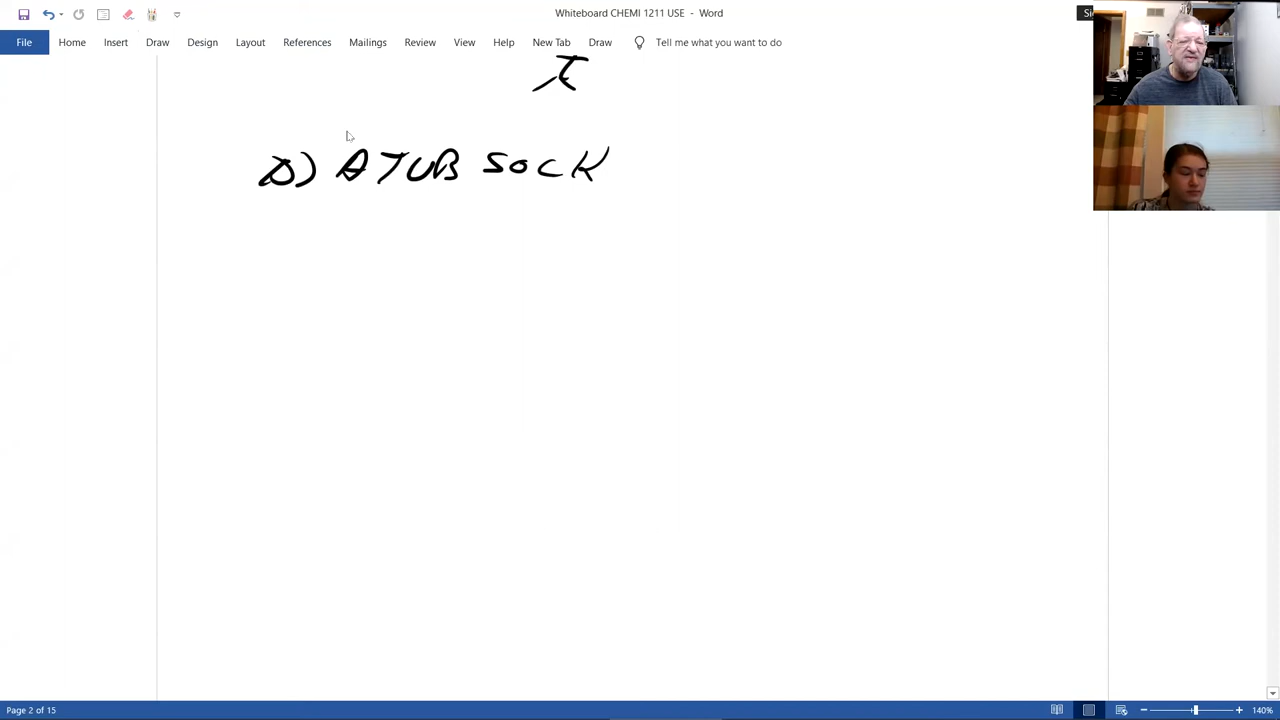 Whiteboard CHEMI 1211 USE - Word
File Home Insert Draw Design Layout References Mailings Review View Help New Tab Draw Tell me what you want to do
D) ATUB SOCK
Page 2 of 15
140%